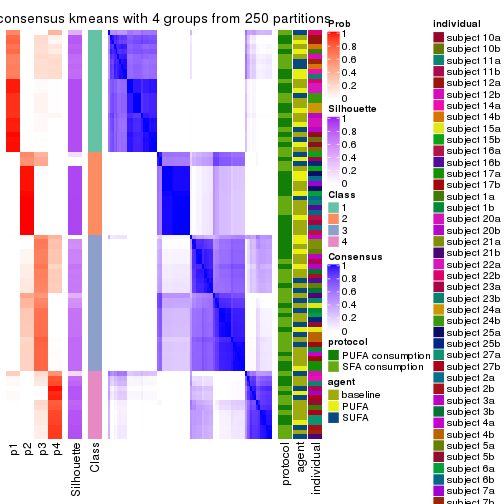 consensus kmeans with 4 groups from 250 partitions
Prob
1
0.8
0.6
0.4
0.2
0
Silhouette
1
0.8
0.6
0.4
0.2
0
Class
1
2
3
4
Consensus
1
0.8
0.6
0.4
0.2
0
protocol
PUFA consumption
SFA consumption
agent
baseline
PUFA
SUFA
individual
subject 10a
subject 10b
subject 11a
subject 11b
subject 12a
subject 12b
subject 14a
subject 14b
subject 15a
subject 15b
subject 16a
subject 16b
subject 17a
subject 17b
subject 1a
subject 1b
subject 20a
subject 20b
subject 21a
subject 21b
subject 22a
subject 22b
subject 23a
subject 23b
subject 24a
subject 24b
subject 25a
subject 25b
subject 27a
subject 27b
subject 2a
subject 2b
subject 3a
subject 3b
subject 4a
subject 4b
subject 5a
subject 5b
subject 6a
subject 6b
subject 7a
subject 7b
p1
p2
p3
p4
Silhouette
Class
protocol
agent
individual